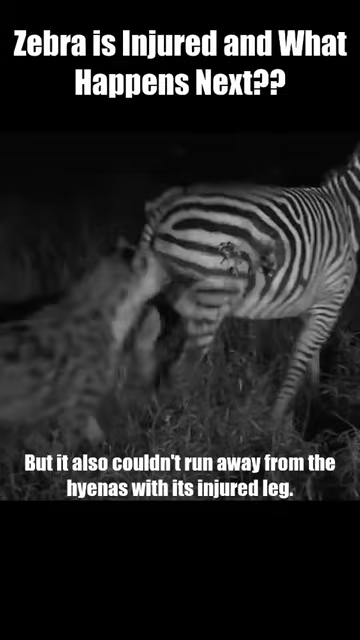 Zebra is Injured and What
Happens Next??
But it also couldn't run away from the
hyenas with its injured leg.